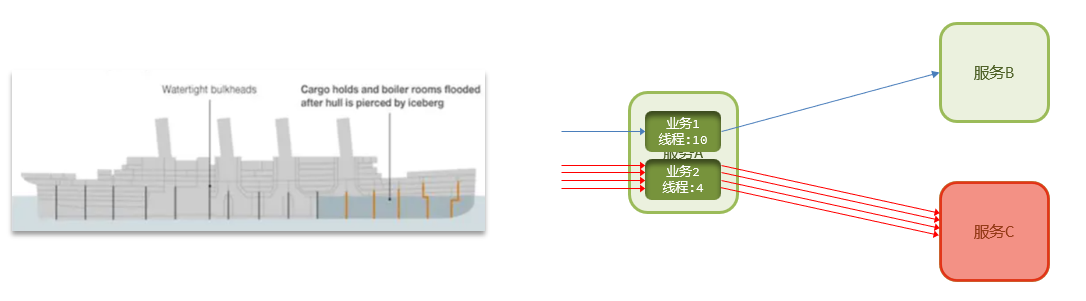 Watertight bulkheads
Cargo holds and boiler rooms flooded
after hull is pierced by iceberg
业务1
线程:10
服务A
业务2
线程:4
服务B
服务C